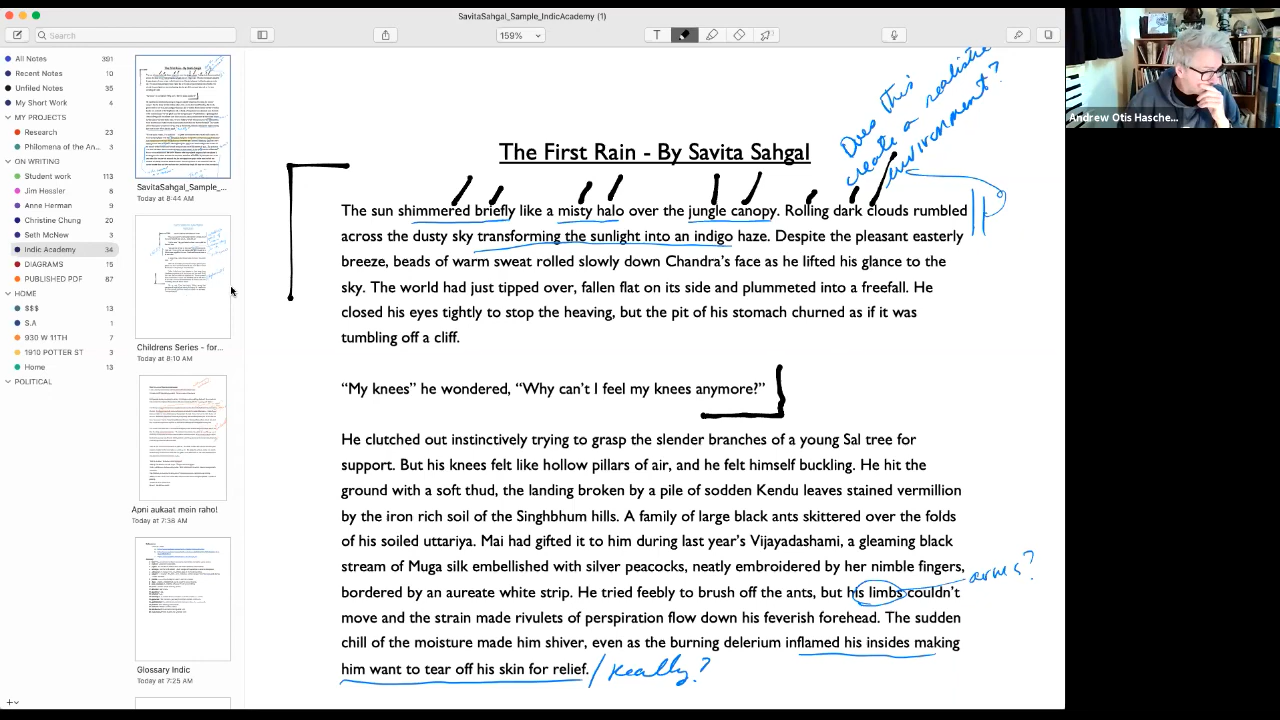 SavitaSahgal_Sample_IndicAcademy (1)
Search
159%
T
All Notes 391
Recent Notes 10
Unfiled Notes 35
My Short Work 6
MY PROJECTS
Research 23
Philomena of the An... 3
ON WRITING
Student work 113
Jim Hessler 8
Anne Horner 8
Christine Chung 20
Seth McNew 3
Indic Academy 34
DIAGRAMS 15
PUBLISHED PDF 87
HOME
$$$ 13
S.A 1
930 W 11TH 7
1910 POTTER ST 3
Home 13
POLITICAL
SavitaSahgal_Sample_...
Today at 8:44 AM
Childrens Series - for...
Today at 8:10 AM
Apni aukaat mein raho!
Today at 7:38 AM
Glossary Indic
Today at 7:25 AM
Andrew Otis Hasche...
Does this
create a realistic
environment?
The First Rain - By Savita Sahgal
The sun shimmered briefly like a misty halo over the jungle canopy. Rolling dark clouds rumbled
across the dusty sky transforming the sunlight into an indigo haze. Despite the pleasant easterly
breeze, beads of warm sweat rolled slowly down Chandra's face as he lifted his glance to the
sky. The world had just tipped over, fallen flat on its side and plummeted into a freefall. He
closed his eyes tightly to stop the heaving, but the pit of his stomach churned as if it was
tumbling off a cliff.
“My knees” he wondered. “Why can't I feel my knees anymore?”
He clutched out instinctively trying to grasp the slender branches of a young Sal tree for
support. But his knees felt like hollow pillars of air, and he felt himself buckling. He hit the
ground with a soft thud, the landing broken by a pile of sodden Kendu leaves stained vermillion
by the iron rich soil of the Singhbhum hills. A family of large black ants skittered over the folds
of his soiled uttariya. Mai had gifted it to him during last year's Vijayadashami, a gleaming black
stream of Muga silk embellished with silver peacocks, neatly embroidered by her nimble fingers,
bordered by an aureate white strip. He tried feebly to brush off the ants, but his limbs couldn't
arms?
move and the strain made rivulets of perspiration flow down his feverish forehead. The sudden
chill of the moisture made him shiver, even as the burning delerium inflamed his insides making
him want to tear off his skin for relief. / Really?